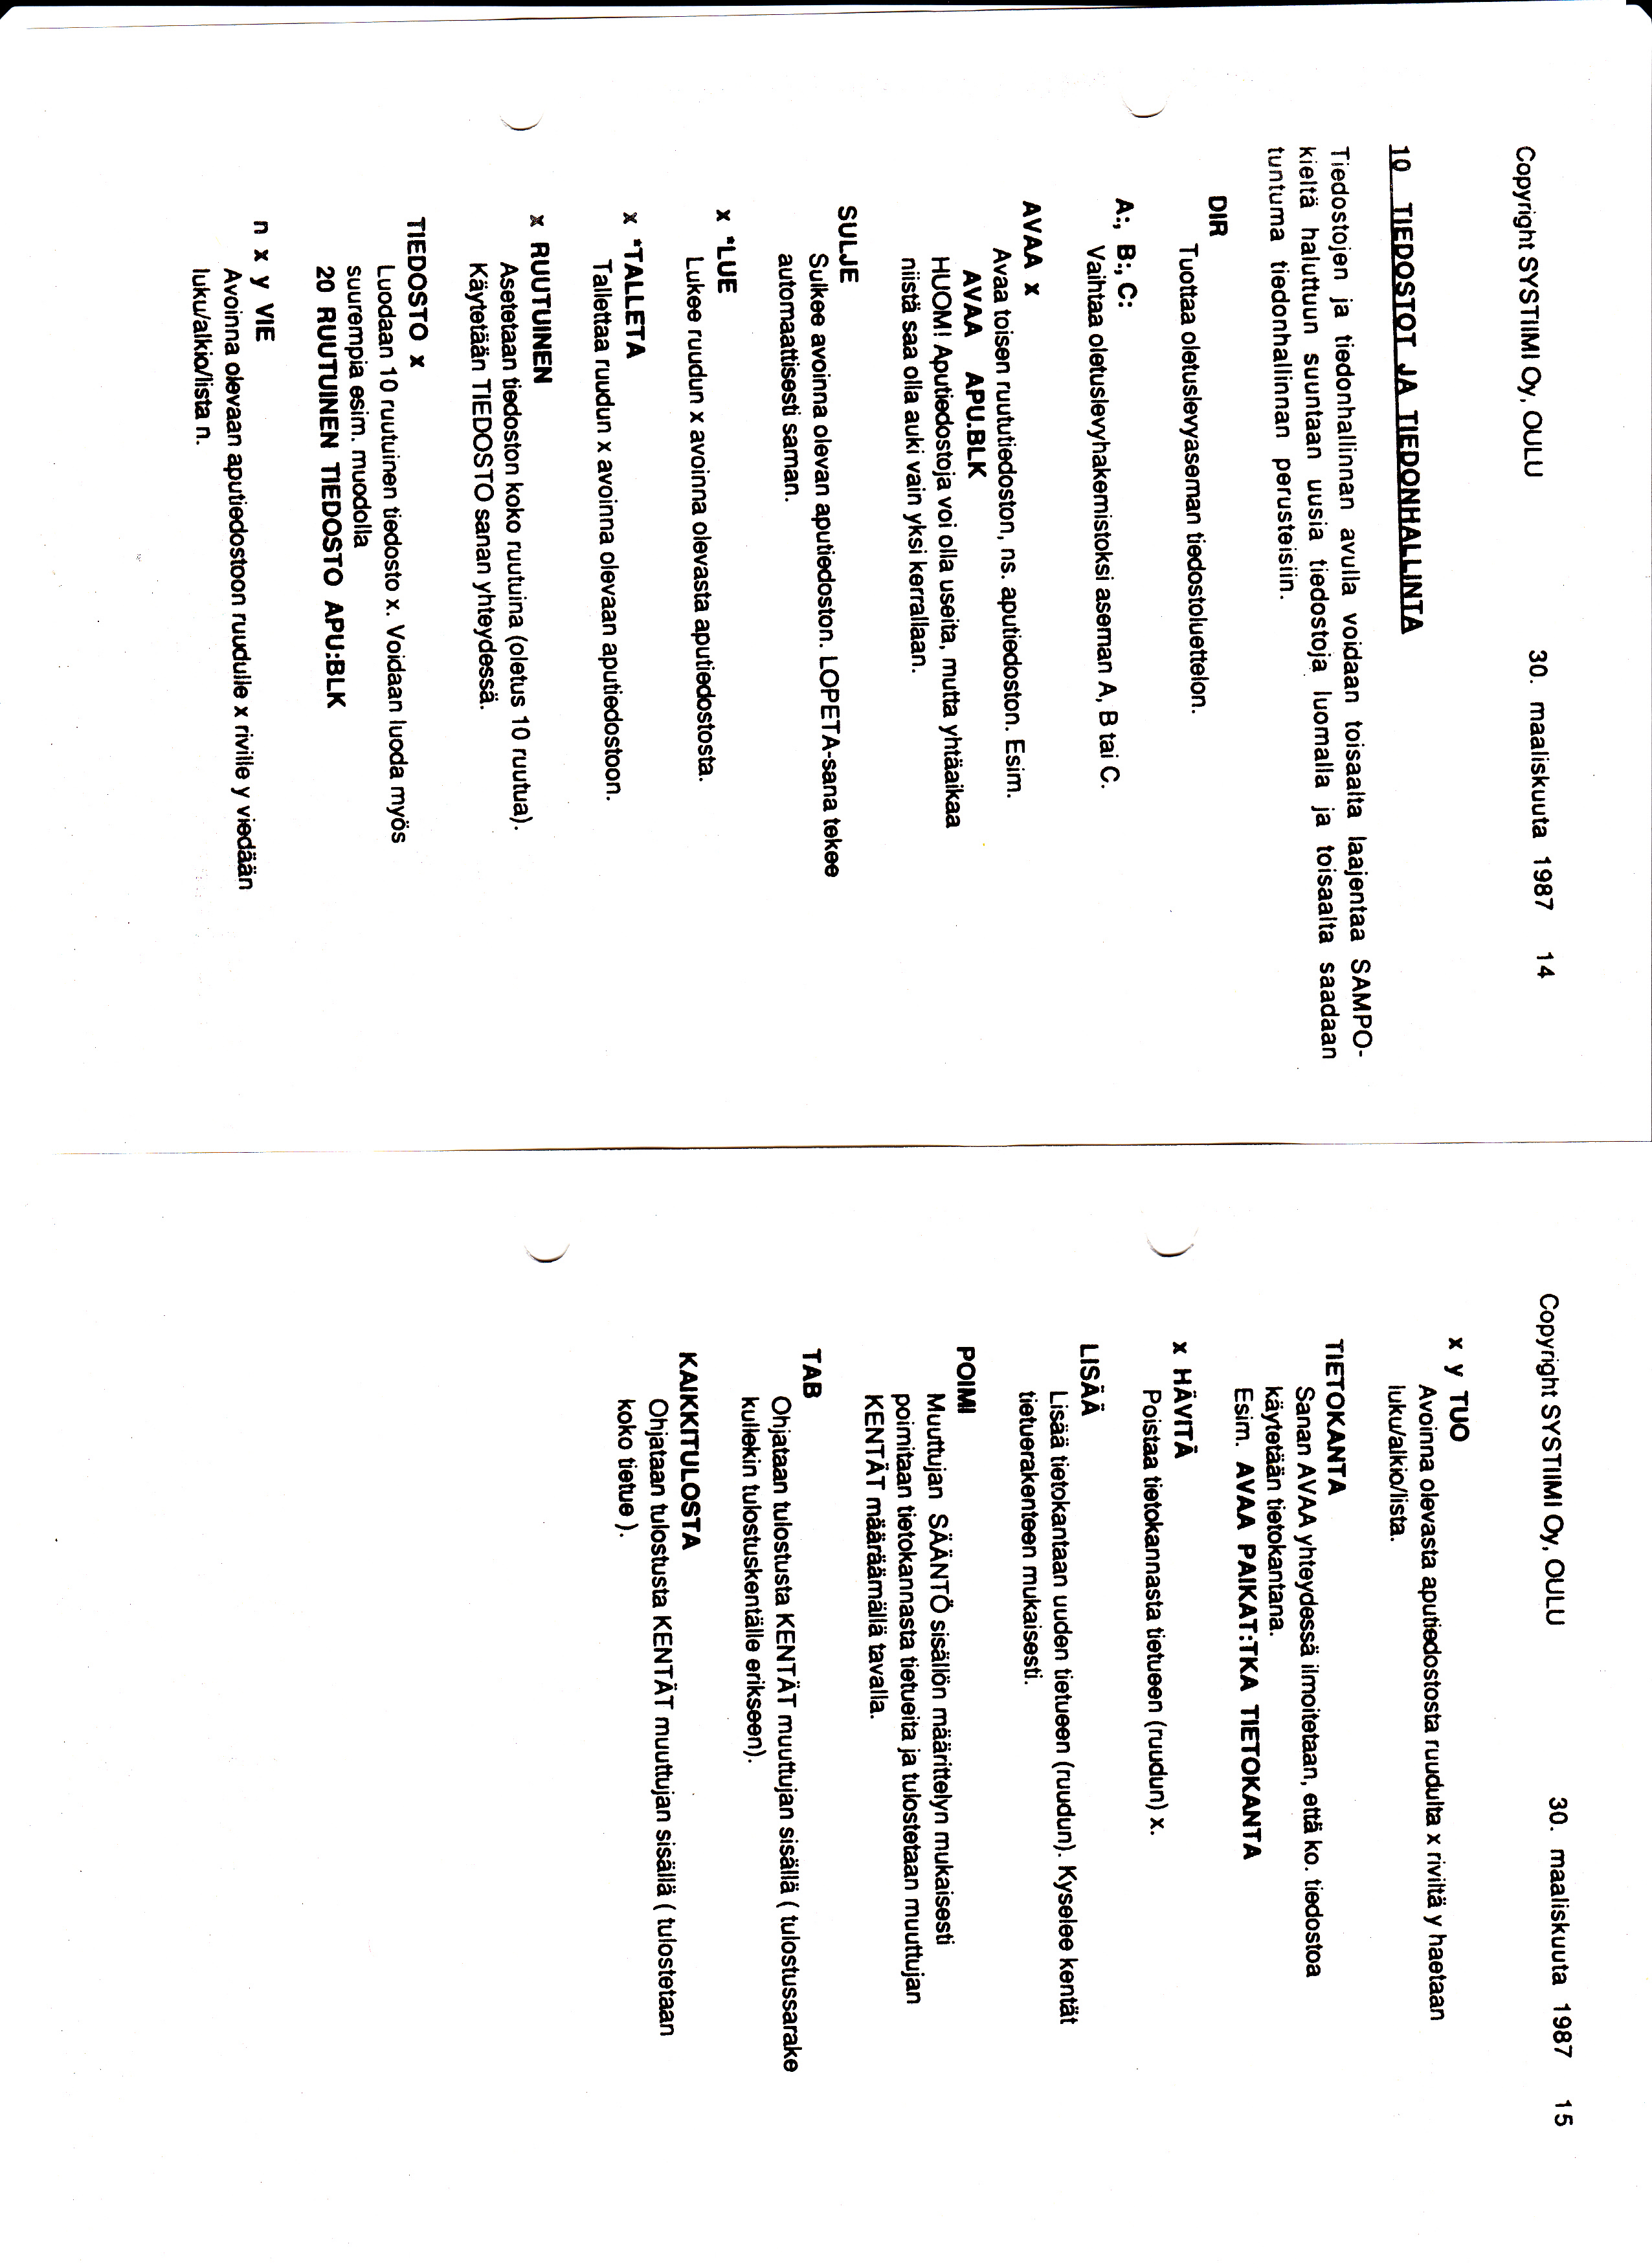 Copyright SYSTIIMI Oy, OULU 30. maaliskuuta 1987 14
10 TIEDOSTOT JA TIEDONHALLINTA
Tiedostojen ja tiedonhallinnan avulla voidaan toisaalta laajentaa SAMPO-
kieltä haluttuun suuntaan uusia tiedostoja luomalla ja toisaalta saadaan
tuntuma tiedonhallinnan perusteisiin.
DIR
Tuottaa oletuslevyaseman tiedostoluettelon.
A:, B:, C:
Vaihtaa oletuslevyhakemistoksi aseman A, B tai C.
AVAA x
Avaa toisen ruututiedoston, ns. aputiedoston. Esim.
AVAA APU.BLK
HUOM! Aputiedostoja voi olla useita, mutta yhtäaikaa
niistä saa olla auki vain yksi kerrallaan.
SULJE
Sulkee avoinna olevan aputiedoston. LOPETA-sana tekee
automaattisesti saman.
x *LUE
Lukee ruudun x avoinna olevasta aputiedostosta.
x *TALLETA
Tallettaa ruudun x avoinna olevaan aputiedostoon.
x RUUTUINEN
Asetetaan tiedoston koko ruutuina (oletus 10 ruutua).
Käytetään TIEDOSTO sanan yhteydessä.
TIEDOSTO x
Luodaan 10 ruutuinen tiedosto x. Voidaan luoda myös
suurempia esim. muodolla
20 RUUTUINEN TIEDOSTO APU:BLK
n x y VIE
Avoinna olevaan aputiedostoon ruudulle x riville y viedään
luku/alkio/lista n.
Copyright SYSTIIMI Oy, OULU 30. maaliskuuta 1987 15
x y TUO
Avoinna olevasta aputiedostosta ruudulta x riviltä y haetaan
luku/alkio/lista.
TIETOKANTA
Sanan AVAA yhteydessä ilmoitetaan, että ko. tiedostoa
käytetään tietokantana.
Esim. AVAA PAIKAT:TKA TIETOKANTA
x HÄVITÄ
Poistaa tietokannasta tietueen (ruudun) x.
LISÄÄ
Lisää tietokantaan uuden tietueen (ruudun). Kyselee kentät
tietuerakenteen mukaisesti.
POIMI
Muuttujan SÄÄNTÖ sisällön määrittelyn mukaisesti
poimitaan tietokannasta tietueita ja tulostetaan muuttujan
KENTÄT määräämällä tavalla.
TAB
Ohjataan tulostusta KENTÄT muuttujan sisällä ( tulostussarake
kullekin tulostuskentälle erikseen).
KAIKKITULOSTA
Ohjataan tulostusta KENTÄT muuttujan sisällä ( tulostetaan
koko tietue ).